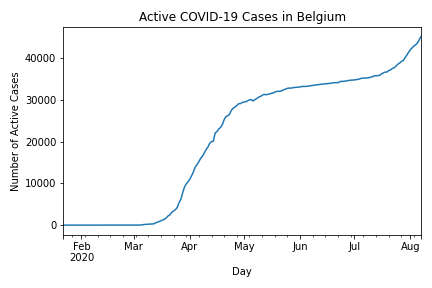 Active COVID-19 Cases in Belgium
Number of Active Cases
40000
30000
20000
10000
0
Feb Mar Apr May Jun Jul Aug
2020
Day